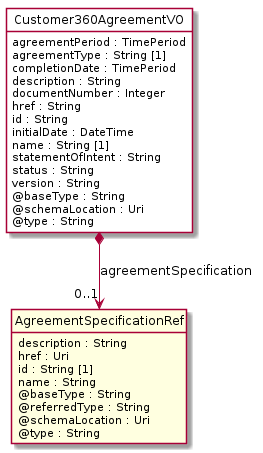 Customer360AgreementVO
agreementPeriod : TimePeriod
agreementType : String [1]
completionDate : TimePeriod
description : String
documentNumber : Integer
href : String
id : String
initialDate : DateTime
name : String [1]
statementOfIntent : String
status : String
version : String
@baseType : String
@schemaLocation : Uri
@type : String
agreementSpecification
0..1
AgreementSpecificationRef
description : String
href : Uri
id : String [1]
name : String
@baseType : String
@referredType : String
@schemaLocation : Uri
@type : String